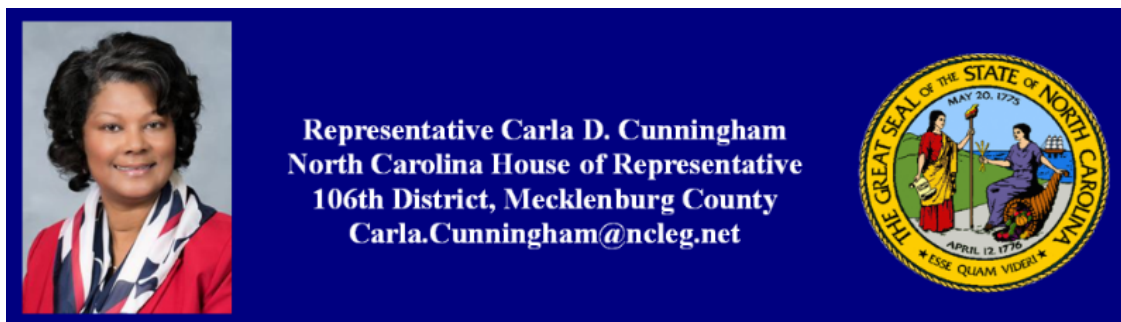 Representative Carla D. Cunningham
North Carolina House of Representative
106th District, Mecklenburg County
Carla.Cunningham@ncleg.net
THE GREAT SEAL OF THE STATE OF NORTH CAROLINA
MAY 20, 1775
APRIL 12, 1776
★ ESSE QUAM VIDERI ★